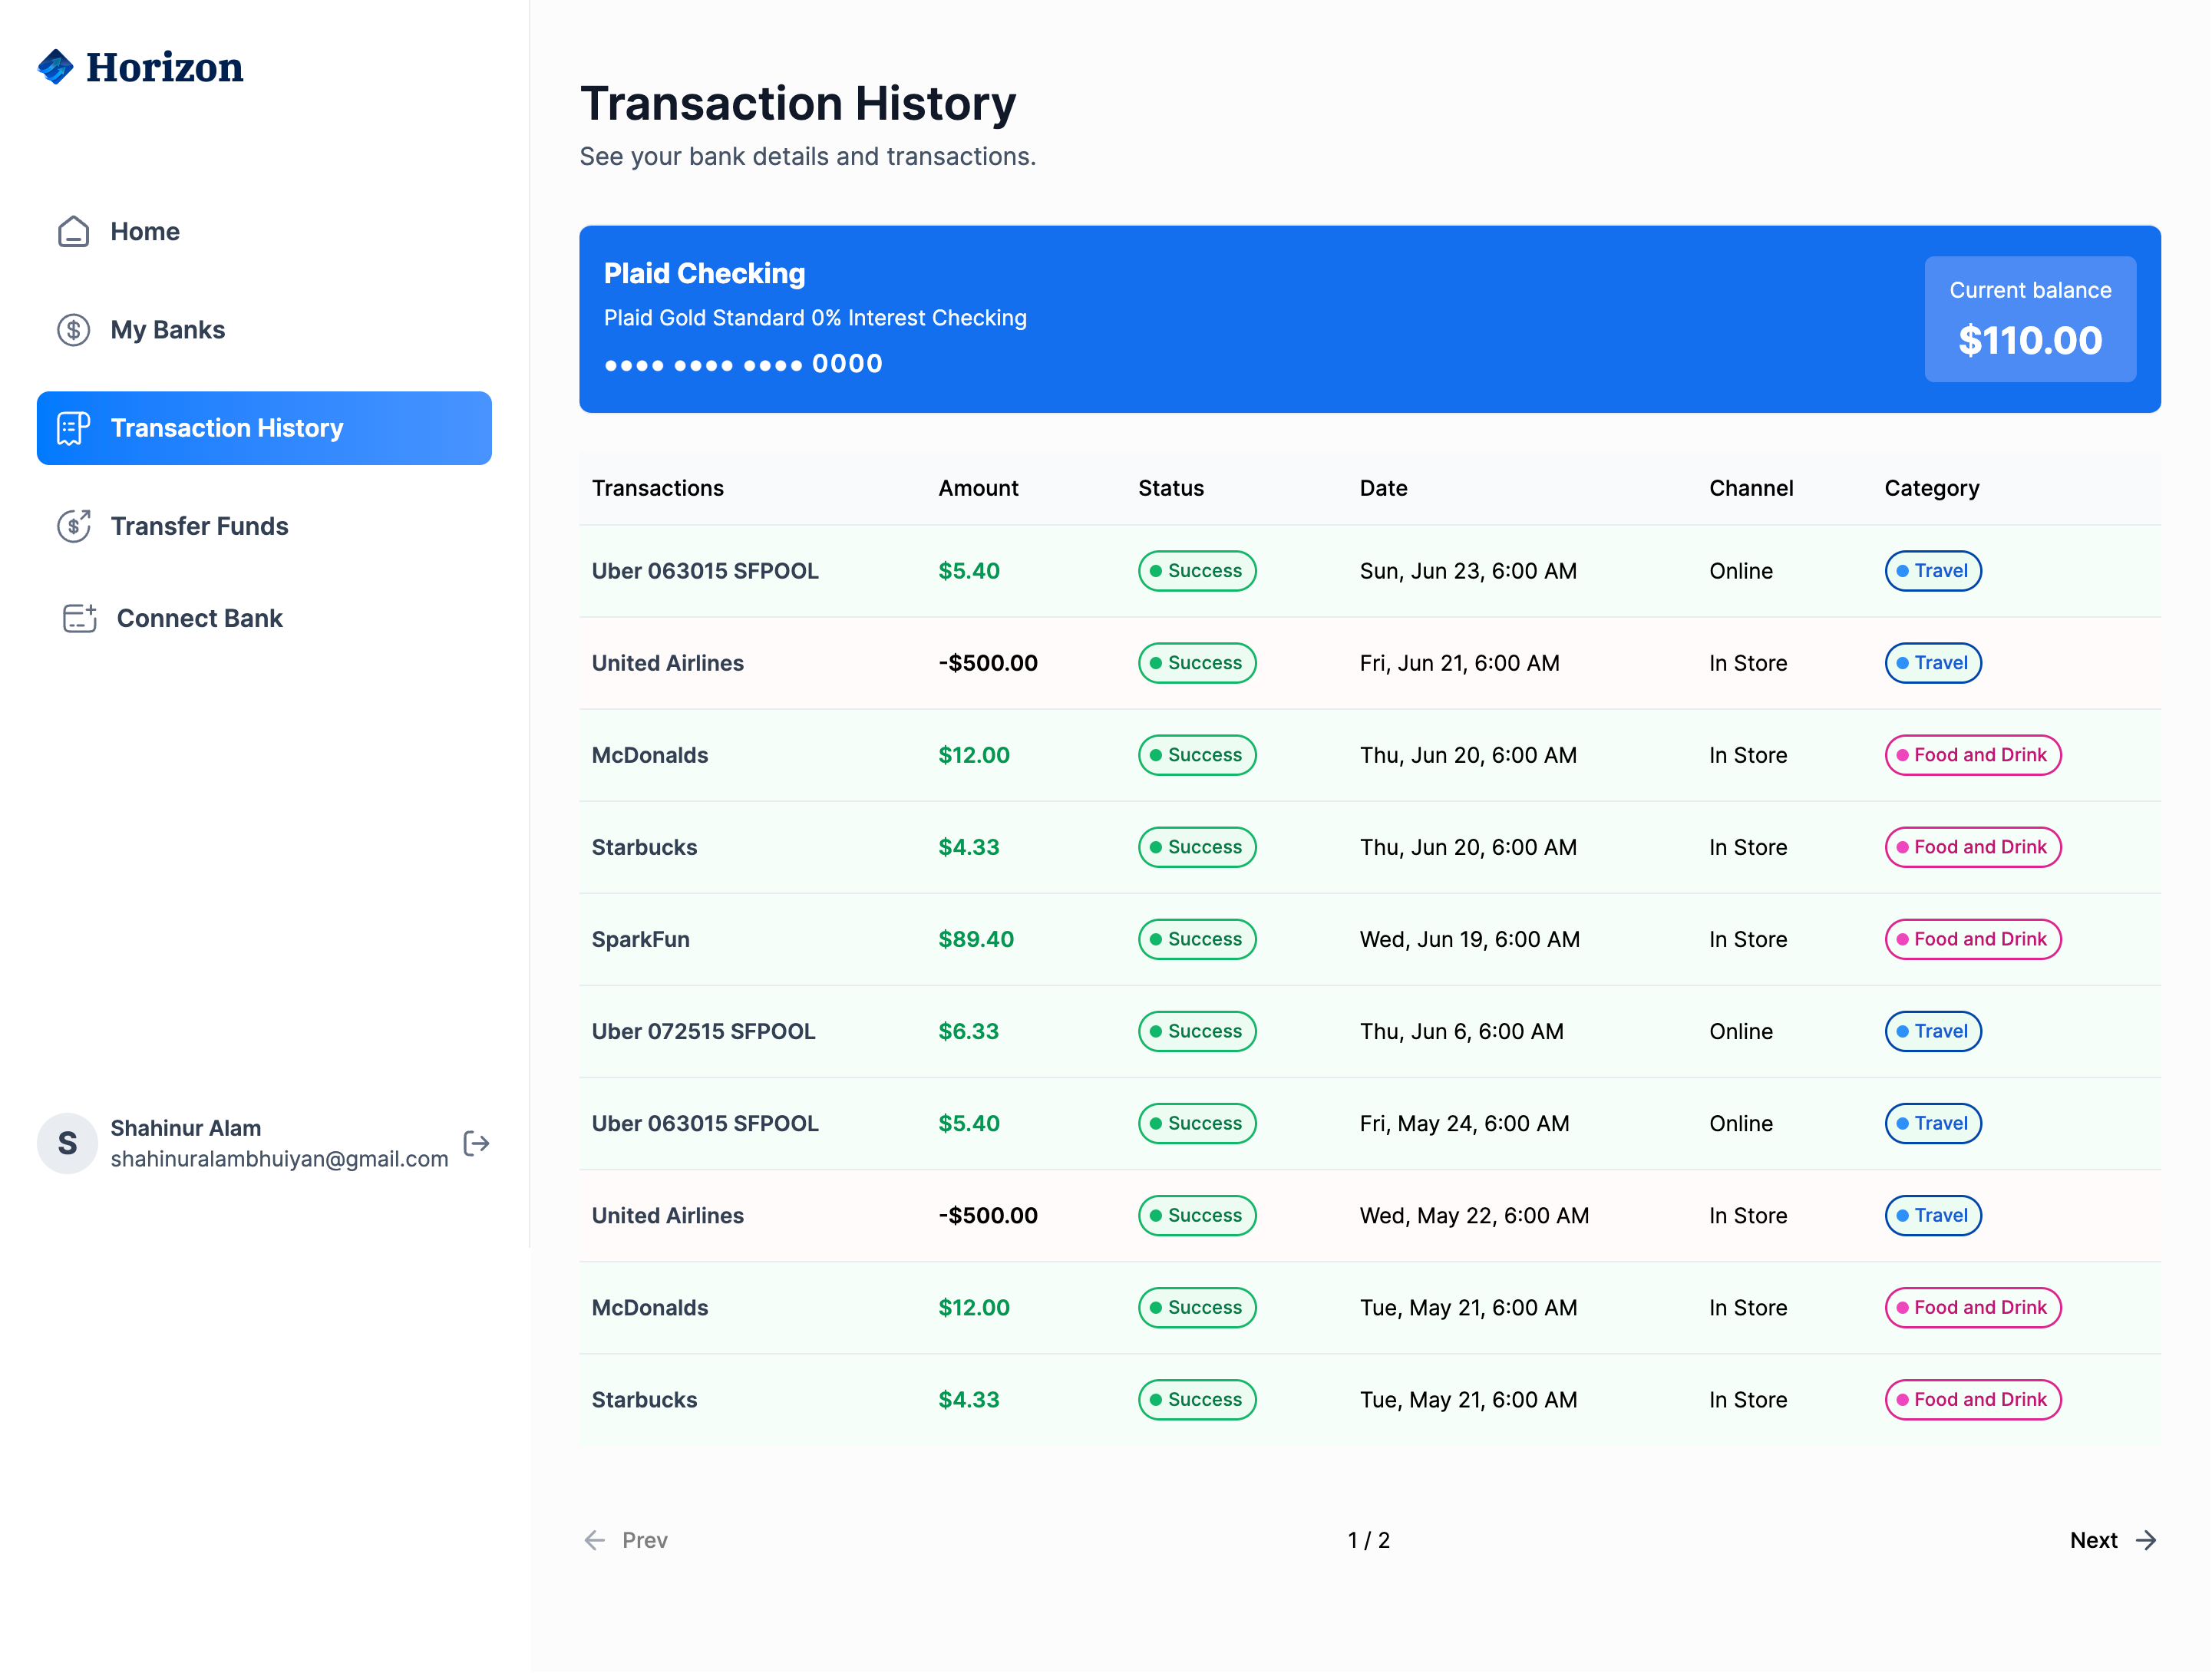 Horizon
Home
My Banks
Transaction History
Transfer Funds
Connect Bank
S
Shahinur Alam
shahinuralambhuiyan@gmail.com
Transaction History
See your bank details and transactions.
Plaid Checking
Plaid Gold Standard 0% Interest Checking
●●●● ●●●● ●●●● 0000
Current balance
$110.00
Transactions Amount Status Date Channel Category
Uber 063015 SFPOOL $5.40 Success Sun, Jun 23, 6:00 AM Online Travel
United Airlines -$500.00 Success Fri, Jun 21, 6:00 AM In Store Travel
McDonalds $12.00 Success Thu, Jun 20, 6:00 AM In Store Food and Drink
Starbucks $4.33 Success Thu, Jun 20, 6:00 AM In Store Food and Drink
SparkFun $89.40 Success Wed, Jun 19, 6:00 AM In Store Food and Drink
Uber 072515 SFPOOL $6.33 Success Thu, Jun 6, 6:00 AM Online Travel
Uber 063015 SFPOOL $5.40 Success Fri, May 24, 6:00 AM Online Travel
United Airlines -$500.00 Success Wed, May 22, 6:00 AM In Store Travel
McDonalds $12.00 Success Tue, May 21, 6:00 AM In Store Food and Drink
Starbucks $4.33 Success Tue, May 21, 6:00 AM In Store Food and Drink
Prev 1 / 2 Next